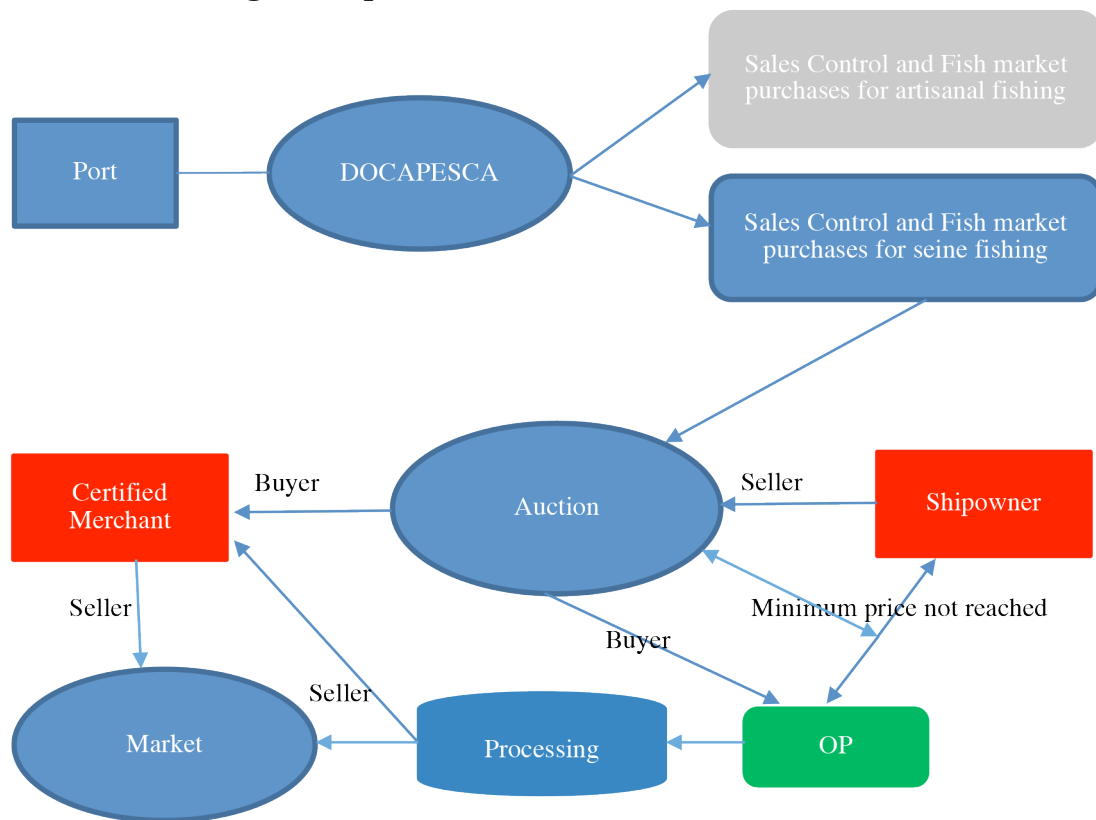 Sales Control and Fish market
purchases for artisanal fishing
Port
DOCAPESCA
Sales Control and Fish market
purchases for seine fishing
Certified
Merchant
Buyer
Auction
Seller
Shipowner
Seller
Minimum price not reached
Buyer
Seller
Market
Processing
OP